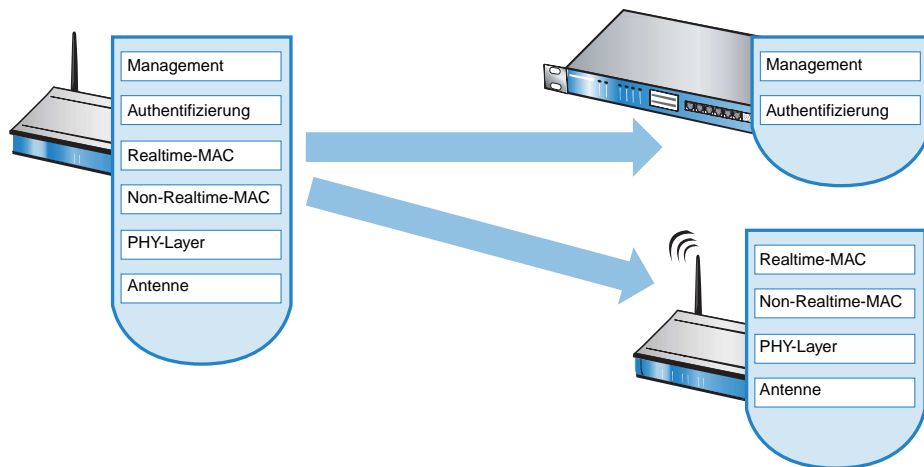 Management
Authentifizierung
Realtime-MAC
Non-Realtime-MAC
PHY-Layer
Antenne
Management
Authentifizierung
Realtime-MAC
Non-Realtime-MAC
PHY-Layer
Antenne